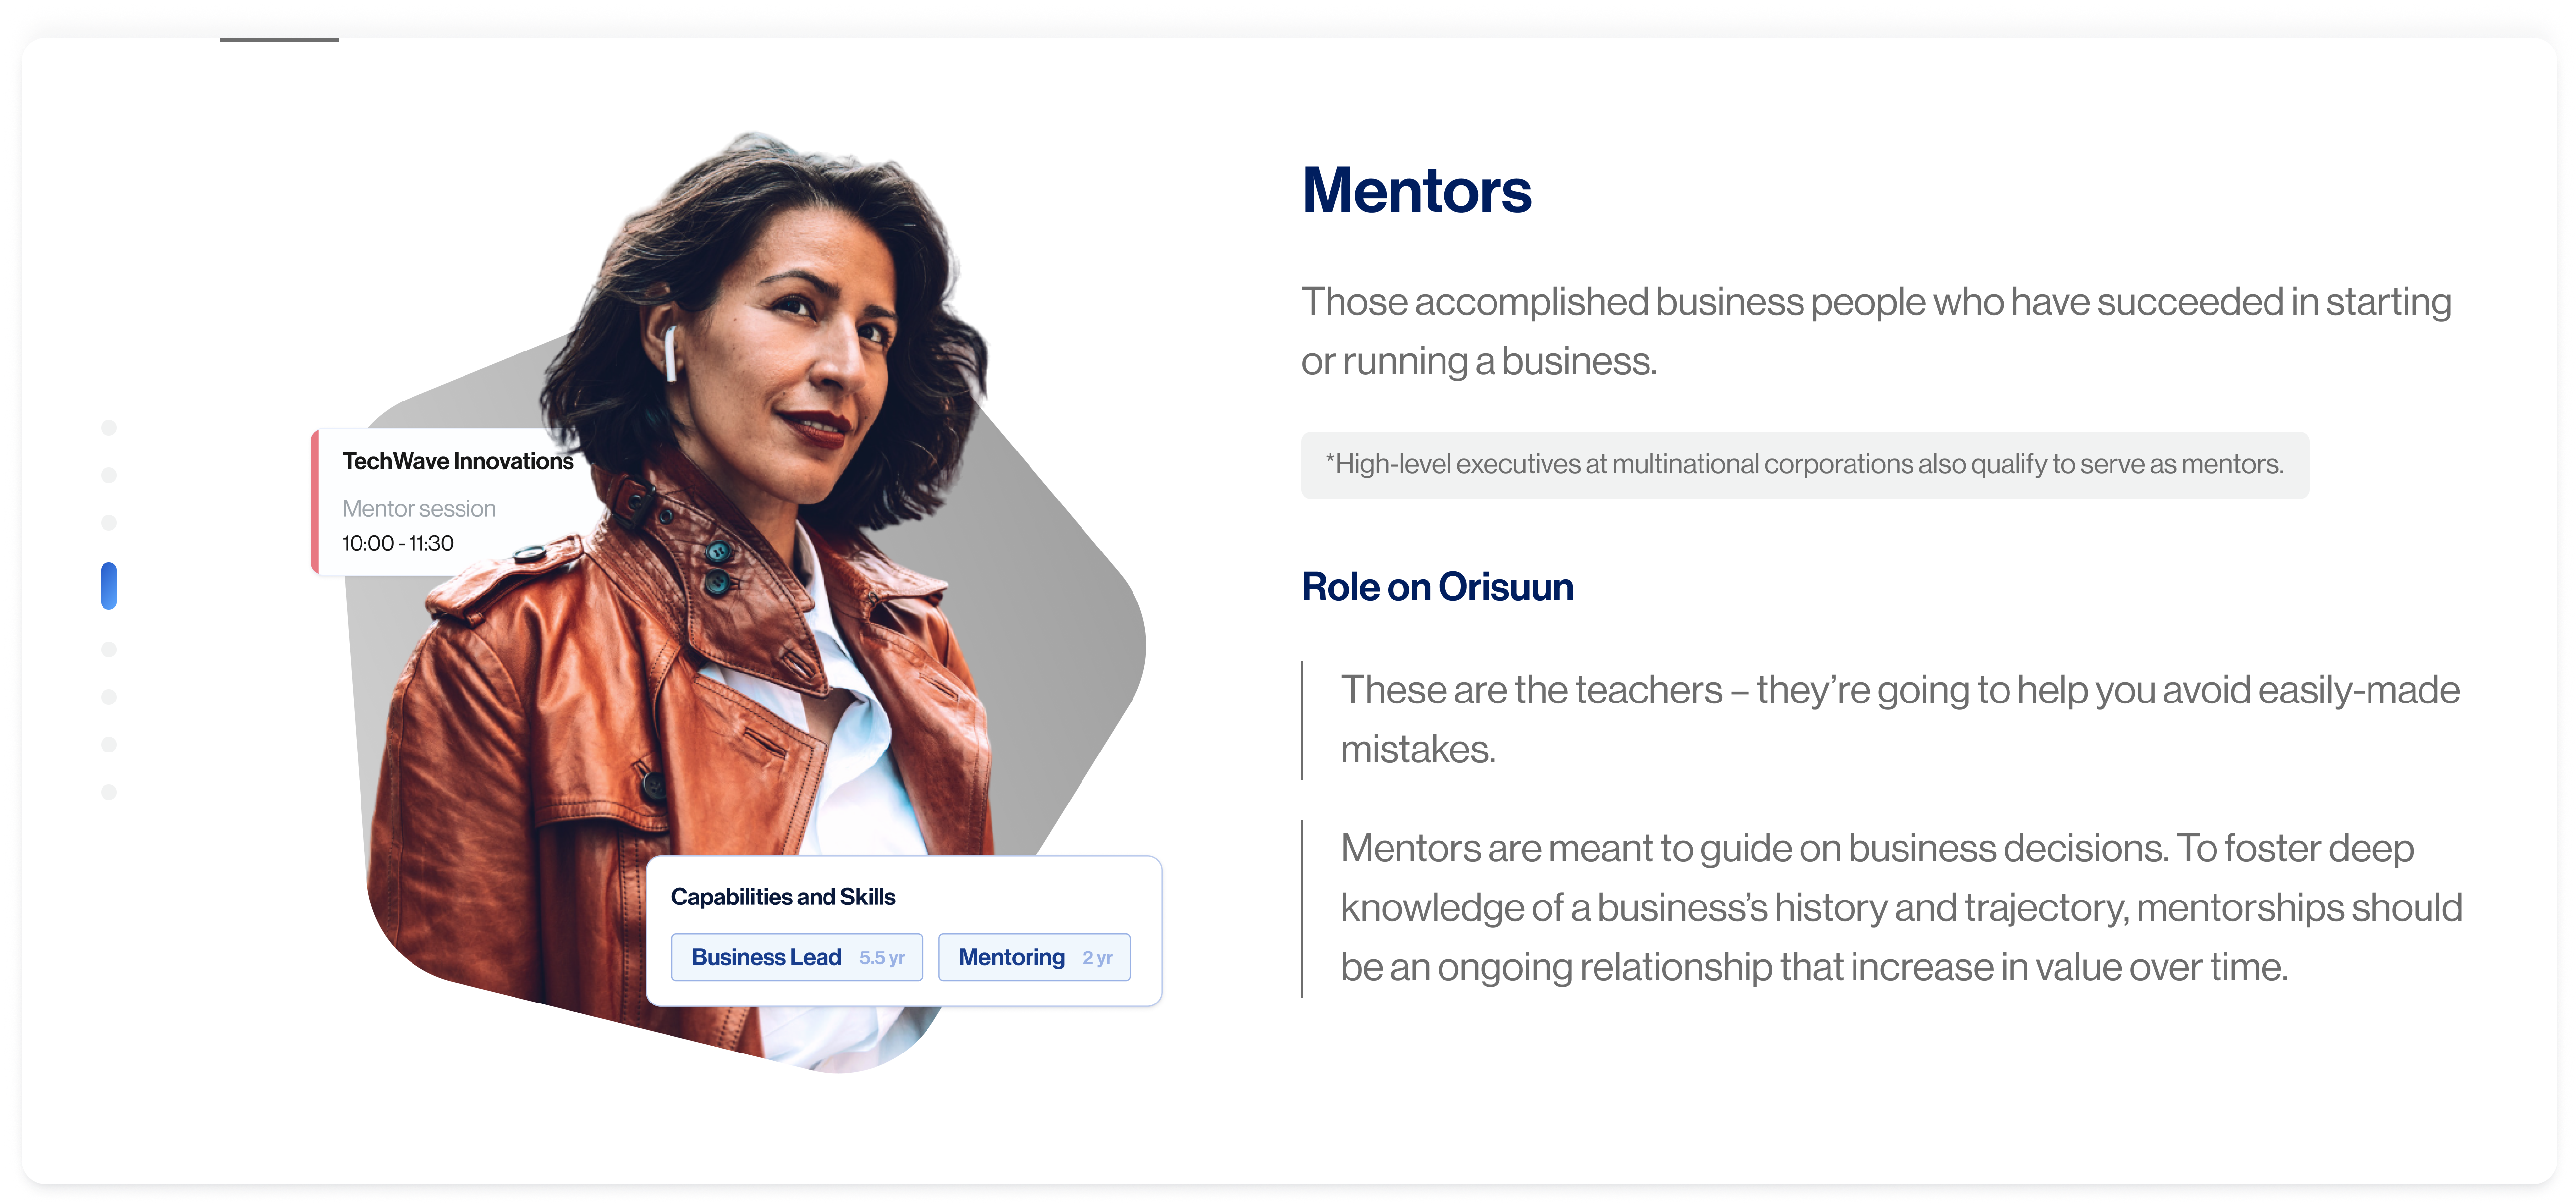 Mentors
Those accomplished business people who have succeeded in starting
or running a business.
*High-level executives at multinational corporations also qualify to serve as mentors.
Role on Orisuun
These are the teachers – they’re going to help you avoid easily-made
mistakes.
Mentors are meant to guide on business decisions. To foster deep
knowledge of a business’s history and trajectory, mentorships should
be an ongoing relationship that increase in value over time.
TechWave Innovations
Mentor session
10:00 - 11:30
Capabilities and Skills
Business Lead 5.5 yr Mentoring 2 yr